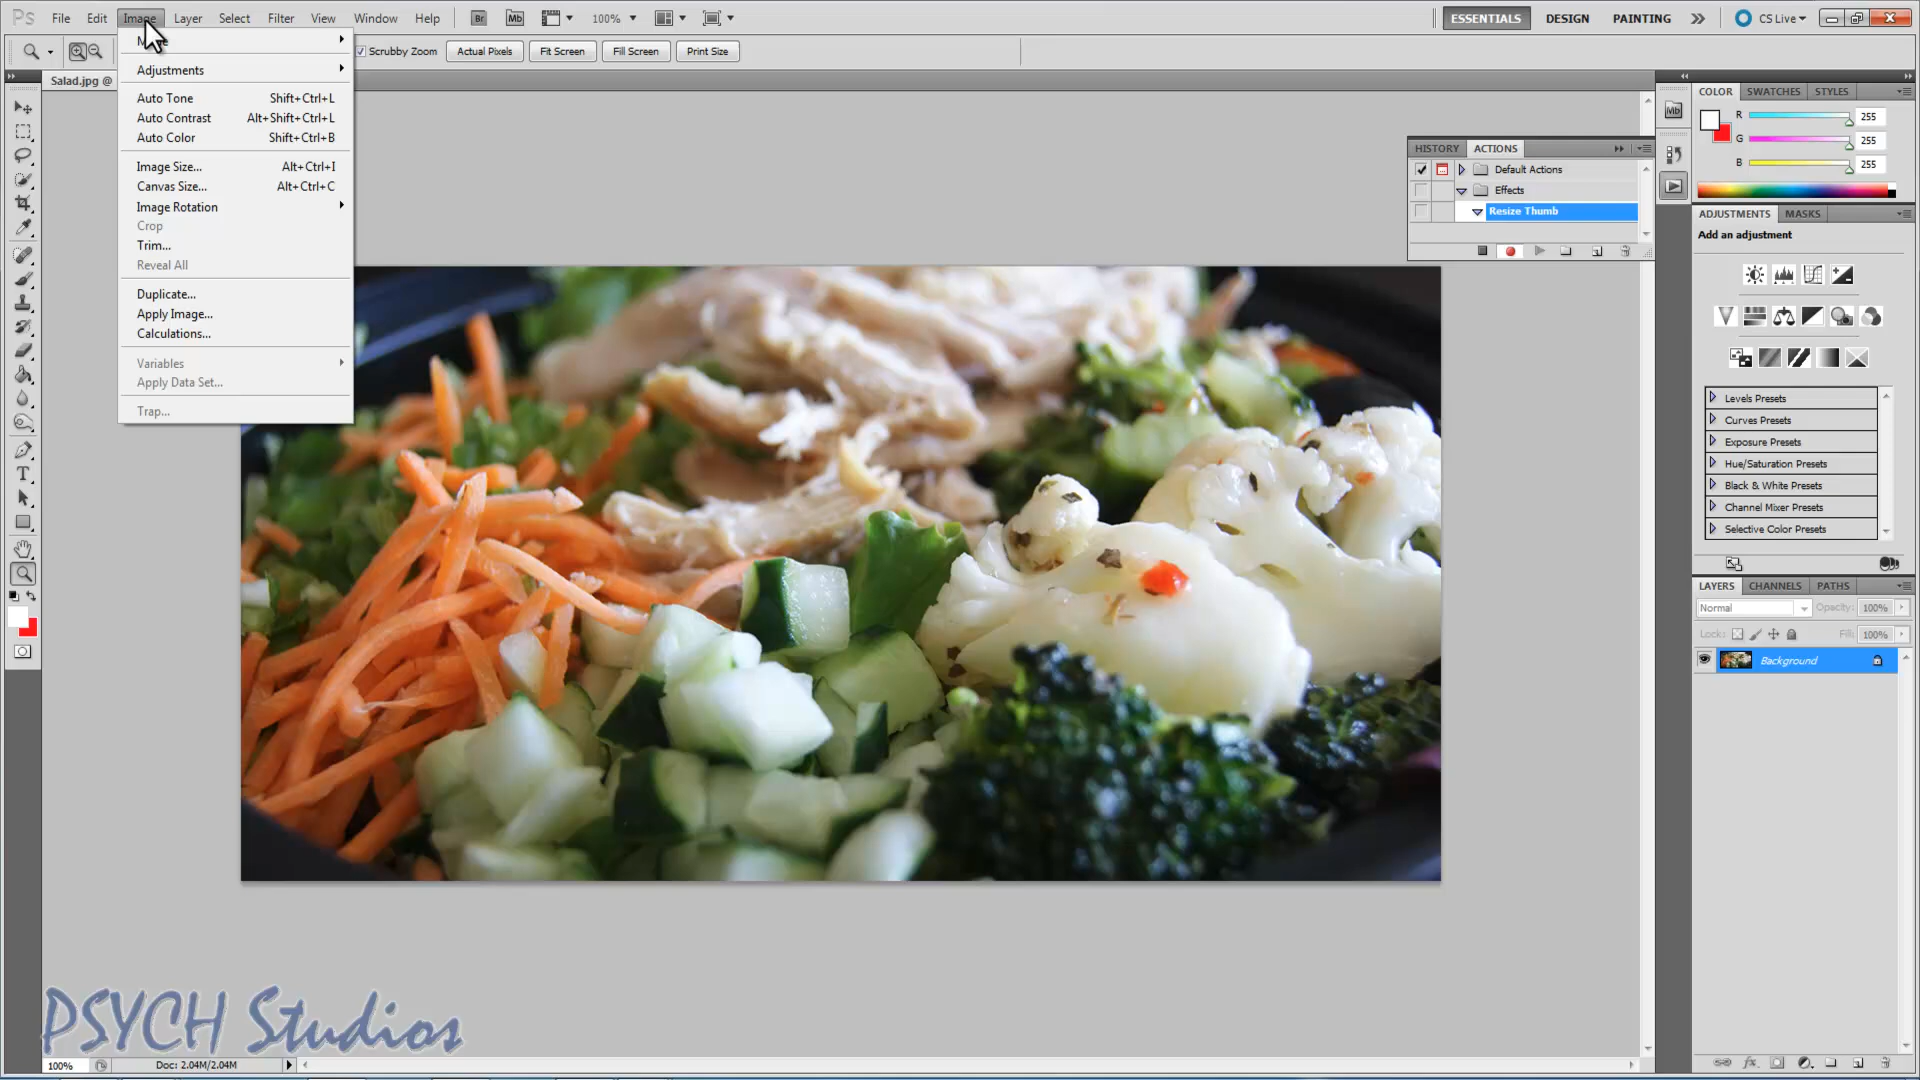 Ps File Edit Image Layer Select Filter View Window Help Br Mb 100% ESSENTIALS DESIGN PAINTING CS Live
Scrubby Zoom Actual Pixels Fit Screen Fill Screen Print Size
Salad.jpg @
Adjustments
Auto Tone Shift+Ctrl+L
Auto Contrast Alt+Shift+Ctrl+L
Auto Color Shift+Ctrl+B
Image Size... Alt+Ctrl+I
Canvas Size... Alt+Ctrl+C
Image Rotation
Crop
Trim...
Reveal All
Duplicate...
Apply Image...
Calculations...
Variables
Apply Data Set...
Trap...
HISTORY ACTIONS
Default Actions
Effects
Resize Thumb
Mb
COLOR SWATCHES STYLES
R 255
G 255
B 255
ADJUSTMENTS MASKS
Add an adjustment
Levels Presets
Curves Presets
Exposure Presets
Hue/Saturation Presets
Black & White Presets
Channel Mixer Presets
Selective Color Presets
LAYERS CHANNELS PATHS
Normal Opacity: 100%
Lock: Fill: 100%
Background
PSYCH Studios
100% Doc: 2.04M/2.04M